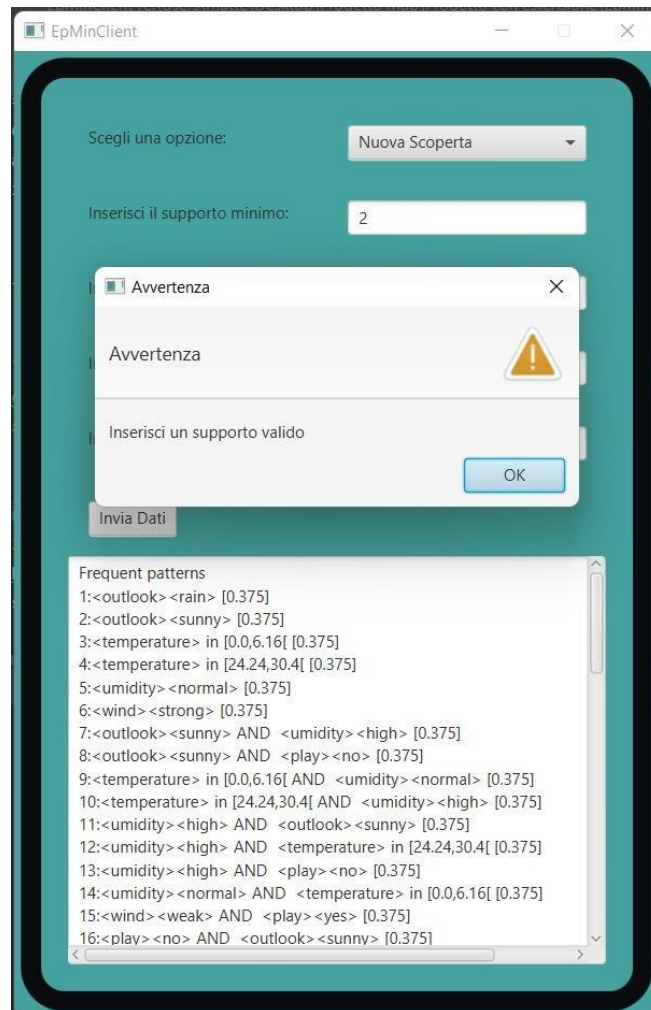 EpMinClient
Scegli una opzione:
Nuova Scoperta
Inserisci il supporto minimo:
2
Avvertenza
Avvertenza
Inserisci un supporto valido
OK
Invia Dati
Frequent patterns
1:<outlook><rain> [0.375]
2:<outlook><sunny> [0.375]
3:<temperature> in [0.0,6.16[ [0.375]
4:<temperature> in [24.24,30.4[ [0.375]
5:<umidity><normal> [0.375]
6:<wind><strong> [0.375]
7:<outlook><sunny> AND <umidity><high> [0.375]
8:<outlook><sunny> AND <play><no> [0.375]
9:<temperature> in [0.0,6.16[ AND <umidity><normal> [0.375]
10:<temperature> in [24.24,30.4[ AND <umidity><high> [0.375]
11:<umidity><high> AND <outlook><sunny> [0.375]
12:<umidity><high> AND <temperature> in [24.24,30.4[ [0.375]
13:<umidity><high> AND <play><no> [0.375]
14:<umidity><normal> AND <temperature> in [0.0,6.16[ [0.375]
15:<wind><weak> AND <play><yes> [0.375]
16:<play><no> AND <outlook><sunny> [0.375]